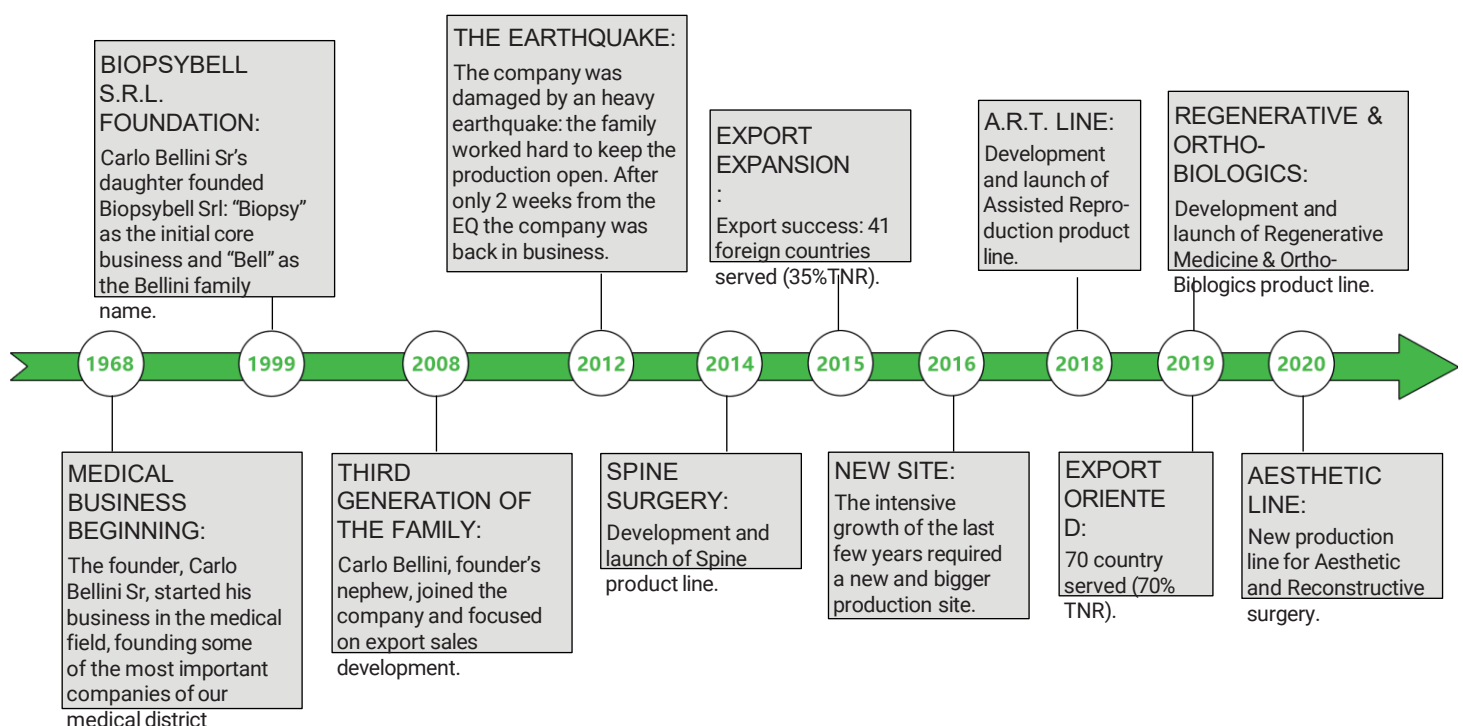 BIOPSYBELL
S.R.L.
FOUNDATION:
Carlo Bellini Sr’s
daughter founded
Biopsybell Srl: “Biopsy”
as the initial core
business and “Bell” as
the Bellini family
name.
THE EARTHQUAKE:
The company was
damaged by an heavy
earthquake: the family
worked hard to keep the
production open. After
only 2 weeks from the
EQ the company was
back in business.
EXPORT
EXPANSION
:
Export success: 41
foreign countries
served (35%TNR).
A.R.T. LINE:
Development
and launch of
Assisted Repro-
duction product
line.
REGENERATIVE &
ORTHO-
BIOLOGICS:
Development and
launch of Regenerative
Medicine & Ortho-
Biologics product line.
1968
1999
2008
2012
2014
2015
2016
2018
2019
2020
MEDICAL
BUSINESS
BEGINNING:
The founder, Carlo
Bellini Sr, started his
business in the medical
field, founding some
of the most important
companies of our
medical district
THIRD
GENERATION OF
THE FAMILY:
Carlo Bellini, founder’s
nephew, joined the
company and focused
on export sales
development.
SPINE
SURGERY:
Development and
launch of Spine
product line.
NEW SITE:
The intensive
growth of the last
few years required
a new and bigger
production site.
EXPORT
ORIENTE
D:
70 country
served (70%
TNR).
AESTHETIC
LINE:
New production
line for Aesthetic
and Reconstructive
surgery.